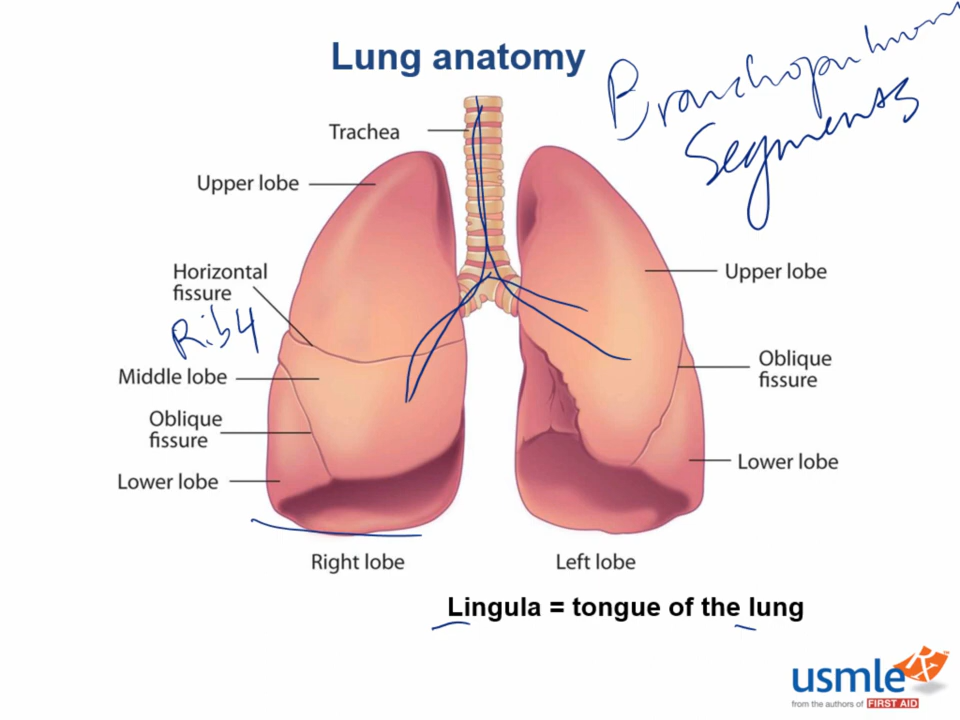 Lung anatomy
Bronchopulmon
Segments
Trachea
Upper lobe
Horizontal
fissure
Rib 4
Middle lobe
Oblique
fissure
Lower lobe
Upper lobe
Oblique
fissure
Lower lobe
Right lobe
Left lobe
Lingula = tongue of the lung
usmle Rx
from the authors of FIRST AID